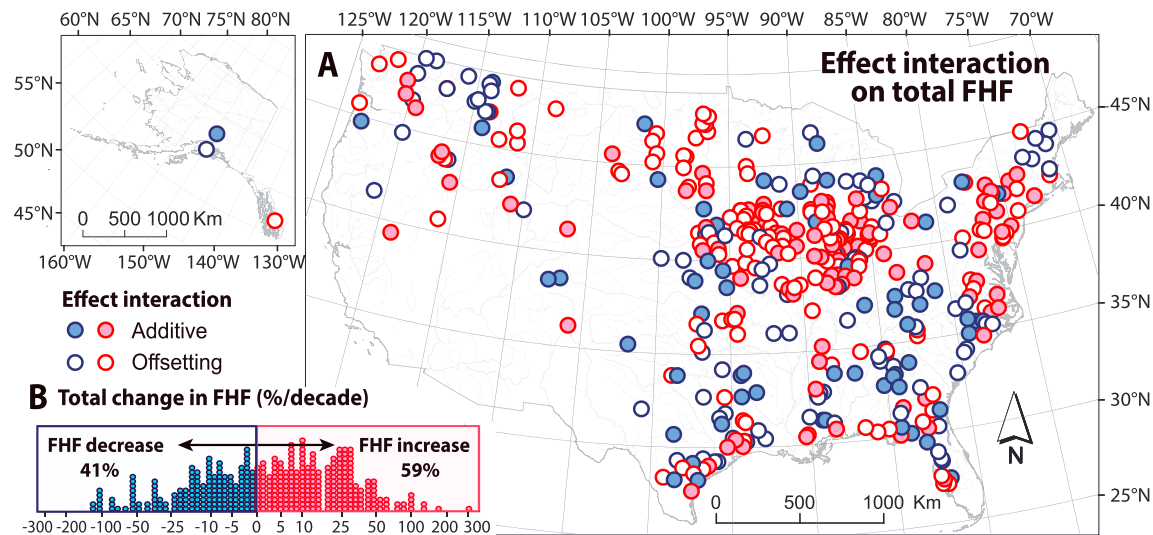 60°W 70°W 75°W 70°W 80°W
125°W 120°W 115°W 110°W 105°W 100°W 95°W 90°W 85°W 80°W 75°W 70°W
A
Effect interaction
on total FHF
55°N
50°N
45°N
0 500 1000 Km
160°W 150°W 140°W 130°W
45°N
40°N
35°N
30°N
25°N
Effect interaction
Additive
Offsetting
B Total change in FHF (%/decade)
FHF decrease
41%
FHF increase
59%
-300 -200 -100 -50 -25 -10 -5 0 5 10 25 50 100 200 300
N
0 500 1000 Km